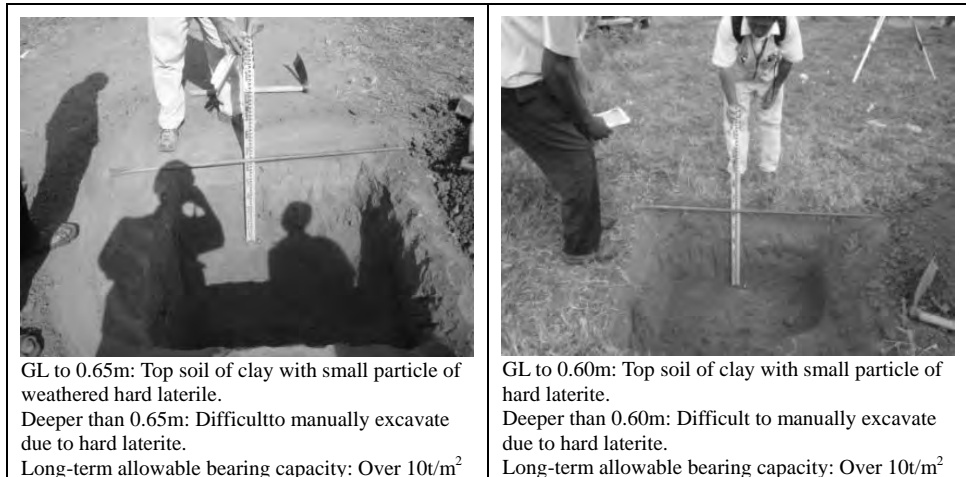 GL to 0.65m: Top soil of clay with small particle of
weathered hard laterile.
Deeper than 0.65m: Difficultto manually excavate
due to hard laterite.
Long-term allowable bearing capacity: Over 10t/m²
GL to 0.60m: Top soil of clay with small particle of
hard laterite.
Deeper than 0.60m: Difficult to manually excavate
due to hard laterite.
Long-term allowable bearing capacity: Over 10t/m²